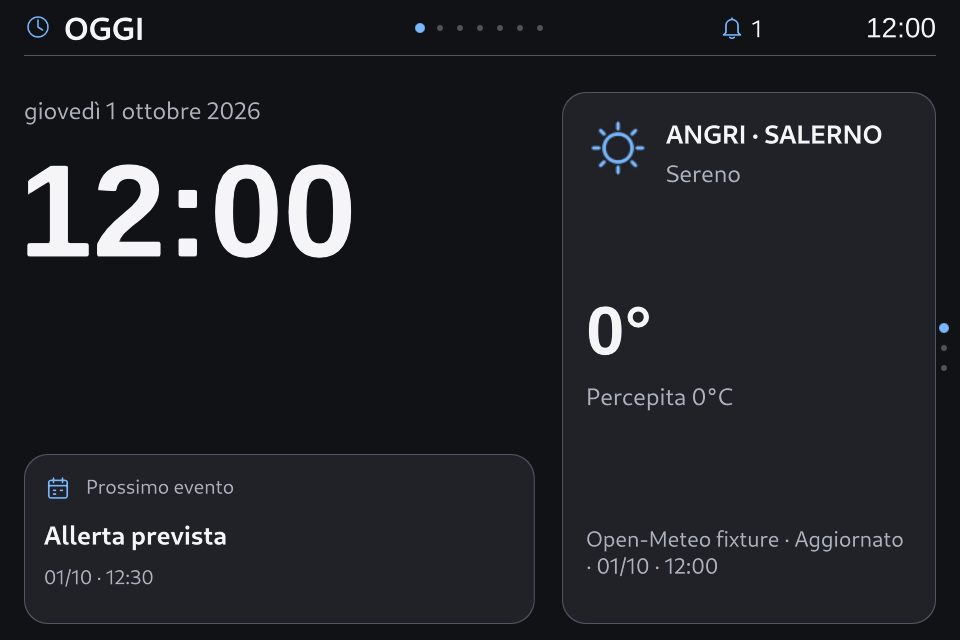 OGGI
1
12:00
giovedì 1 ottobre 2026
12:00
ANGRI · SALERNO
Sereno
0°
Percepita 0°C
Open-Meteo fixture · Aggiornato
· 01/10 · 12:00
Prossimo evento
Allerta prevista
01/10 · 12:30